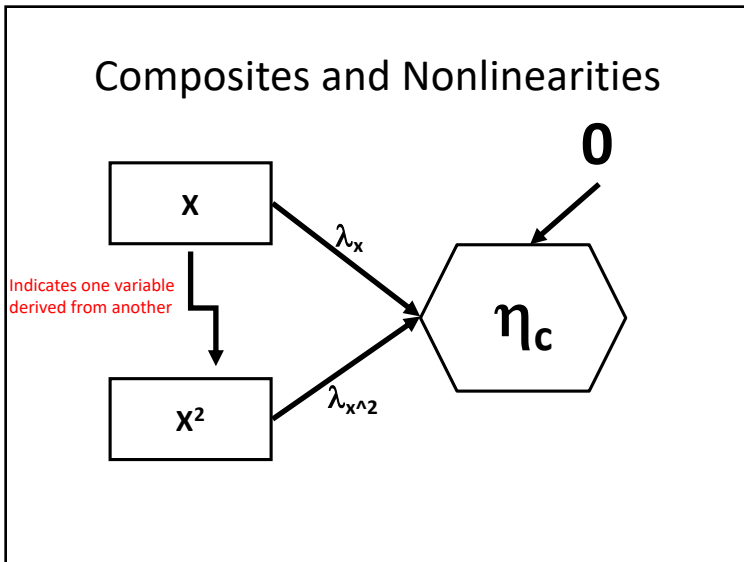 Composites and Nonlinearities
0
x
λx
Indicates one variable
derived from another
ηc
x²
λx^2